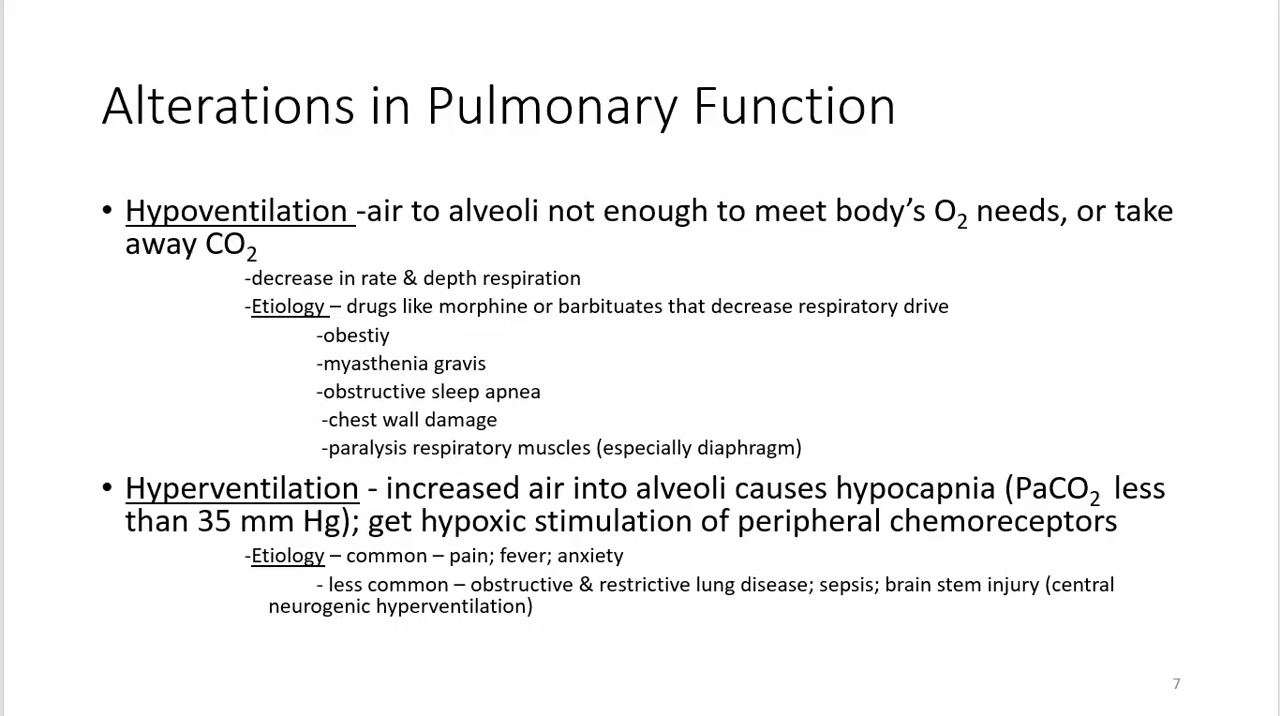 Alterations in Pulmonary Function
• Hypoventilation -air to alveoli not enough to meet body’s O₂ needs, or take
away CO₂
-decrease in rate & depth respiration
-Etiology – drugs like morphine or barbituates that decrease respiratory drive
-obestiy
-myasthenia gravis
-obstructive sleep apnea
-chest wall damage
-paralysis respiratory muscles (especially diaphragm)
• Hyperventilation - increased air into alveoli causes hypocapnia (PaCO₂ less
than 35 mm Hg); get hypoxic stimulation of peripheral chemoreceptors
-Etiology – common – pain; fever; anxiety
- less common – obstructive & restrictive lung disease; sepsis; brain stem injury (central
neurogenic hyperventilation)
7